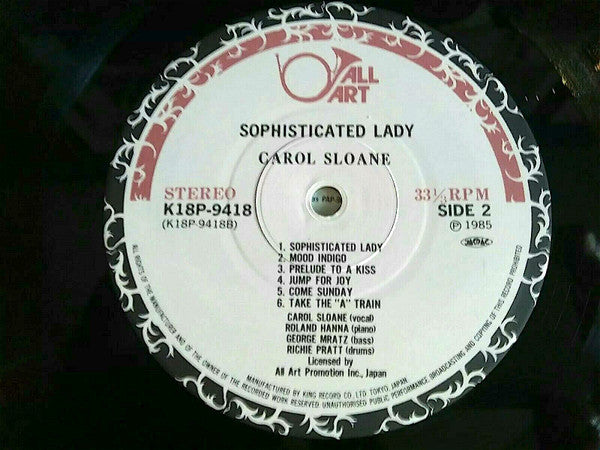 ALL
ART
SOPHISTICATED LADY
CAROL SLOANE
STEREO
33⅓ RPM
K18P-9418
SIDE 2
(K18P-9418B)
Ⓟ 1985
1. SOPHISTICATED LADY
2. MOOD INDIGO
3. PRELUDE TO A KISS
4. JUMP FOR JOY
5. COME SUNDAY
6. TAKE THE "A" TRAIN
CAROL SLOANE (vocal)
ROLAND HANNA (piano)
GEORGE MRATZ (bass)
RICHIE PRATT (drums)
Licensed by
All Art Promotion Inc., Japan
MANUFACTURED BY KING RECORD CO. LTD. TOKYO, JAPAN.
ALL RIGHTS OF THE MANUFACTURER AND OF THE OWNER OF THE RECORDED WORK RESERVED. UNAUTHORISED PUBLIC PERFORMANCE, BROADCASTING AND COPYING OF THIS RECORD PROHIBITED